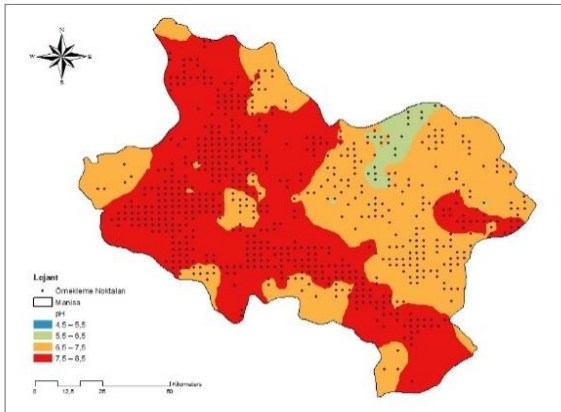 N
W E
S
Lejant
Örnekleme Noktaları
Manisa
pH
4,5 – 5,5
5,5 – 6,5
6,5 – 7,5
7,5 – 8,5
0 12,5 25 50
Kilometers